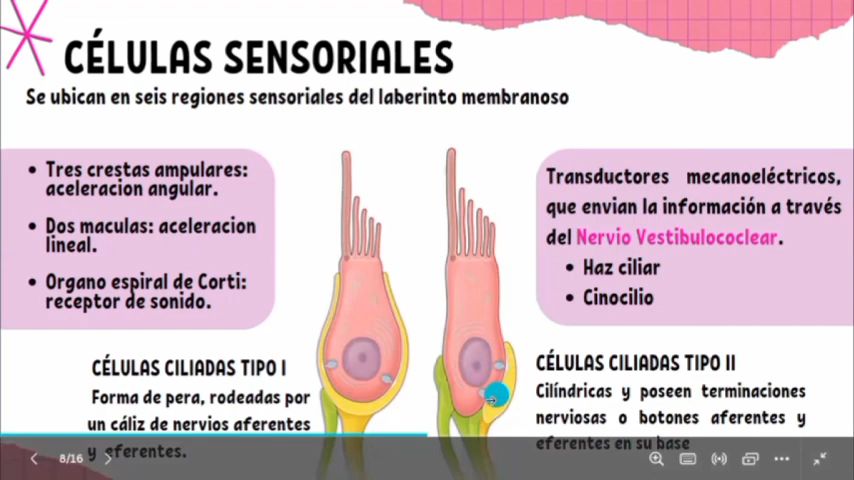 CÉLULAS SENSORIALES
Se ubican en seis regiones sensoriales del laberinto membranoso
• Tres crestas ampulares:
aceleracion angular.
• Dos maculas: aceleracion
lineal.
• Organo espiral de Corti:
receptor de sonido.
Transductores mecanoeléctricos,
que envian la información a través
del Nervio Vestibulococlear.
• Haz ciliar
• Cinocilio
CÉLULAS CILIADAS TIPO I
Forma de pera, rodeadas por
un cáliz de nervios aferentes
y eferentes.
CÉLULAS CILIADAS TIPO II
Cilíndricas y poseen terminaciones
nerviosas o botones aferentes y
eferentes en su base
8/16